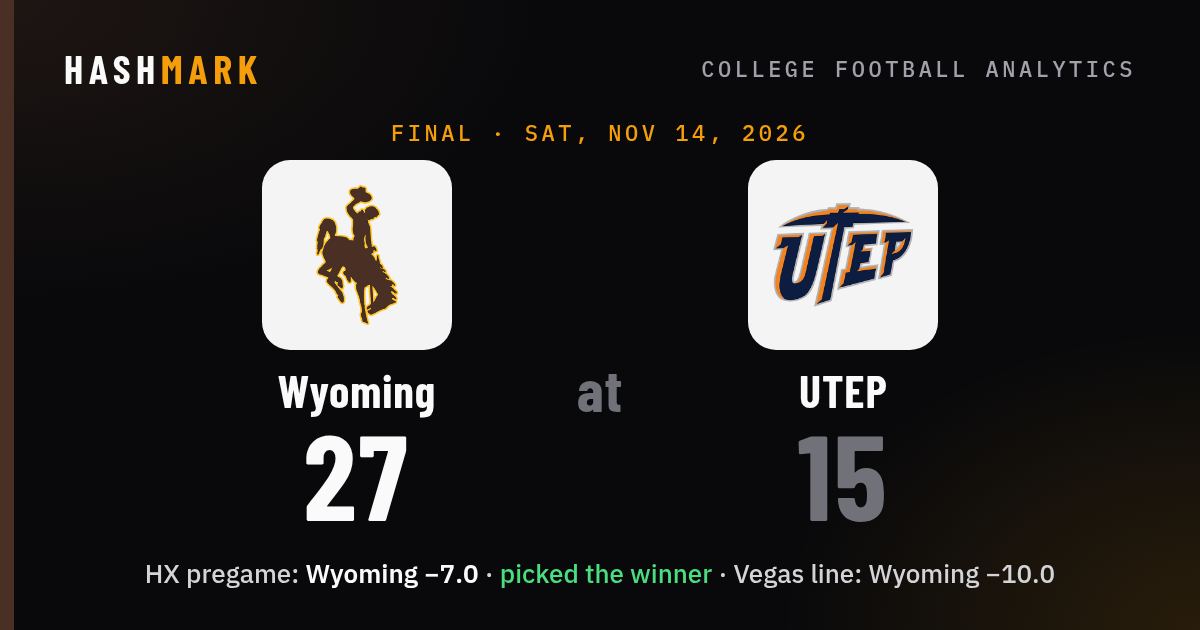 HASHMARK
COLLEGE FOOTBALL ANALYTICS
FINAL · SAT, NOV 14, 2026
UTEP
Wyoming
at
UTEP
27
15
HX pregame: Wyoming −7.0 · picked the winner · Vegas line: Wyoming −10.0